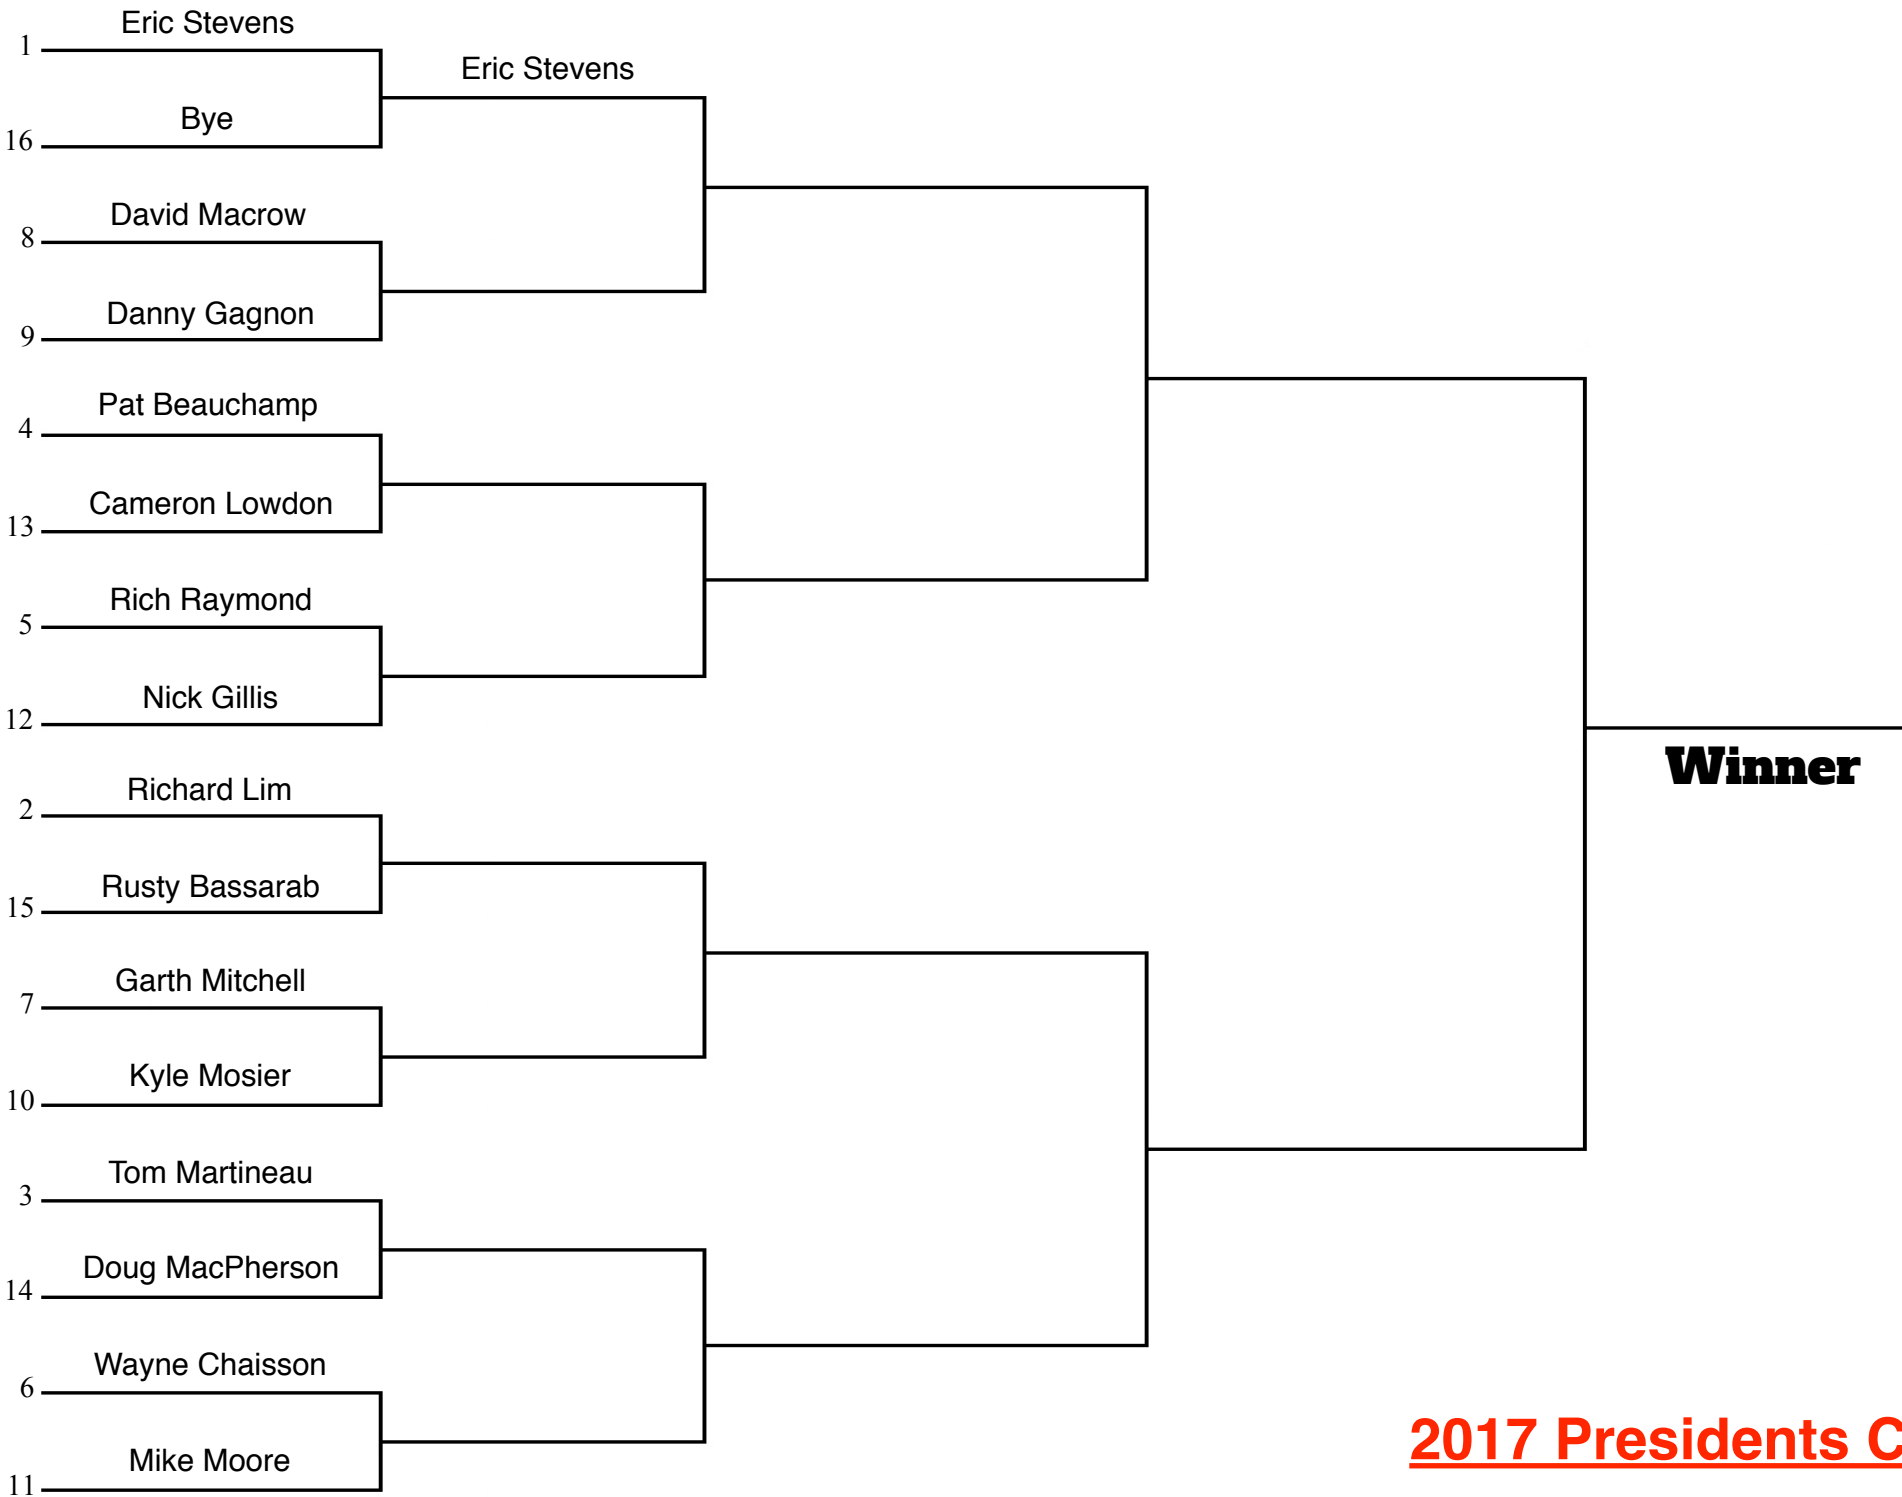 Eric Stevens
1
Eric Stevens
Bye
16
David Macrow
8
Danny Gagnon
9
Pat Beauchamp
4
Cameron Lowdon
13
Rich Raymond
5
Nick Gillis
12
Winner
Richard Lim
2
Rusty Bassarab
15
Garth Mitchell
7
Kyle Mosier
10
Tom Martineau
3
Doug MacPherson
14
Wayne Chaisson
6
Mike Moore
11
2017 Presidents C